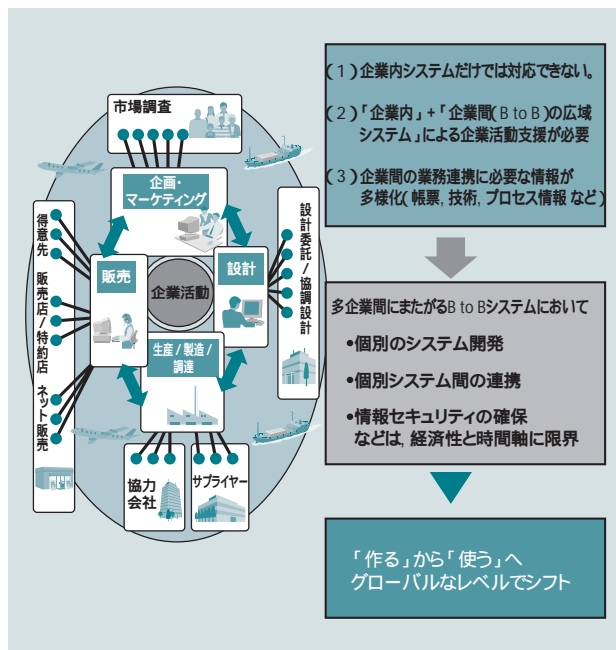 市場調査
企画・
マーケティング
得意先
販売店/特約店
ネット販売
販売
企業活動
設計
設計委託/協調設計
生産/製造/
調達
協力
会社
サプライヤー
(1)企業内システムだけでは対応できない。
(2)「企業内」+「企業間(B to B)の広域
システム」による企業活動支援が必要
(3)企業間の業務連携に必要な情報が
多様化(帳票,技術,プロセス情報など)
多企業間にまたがるB to Bシステムにおいて
•個別のシステム開発
•個別システム間の連携
•情報セキュリティの確保
などは,経済性と時間軸に限界
「作る」から「使う」へ
グローバルなレベルでシフト